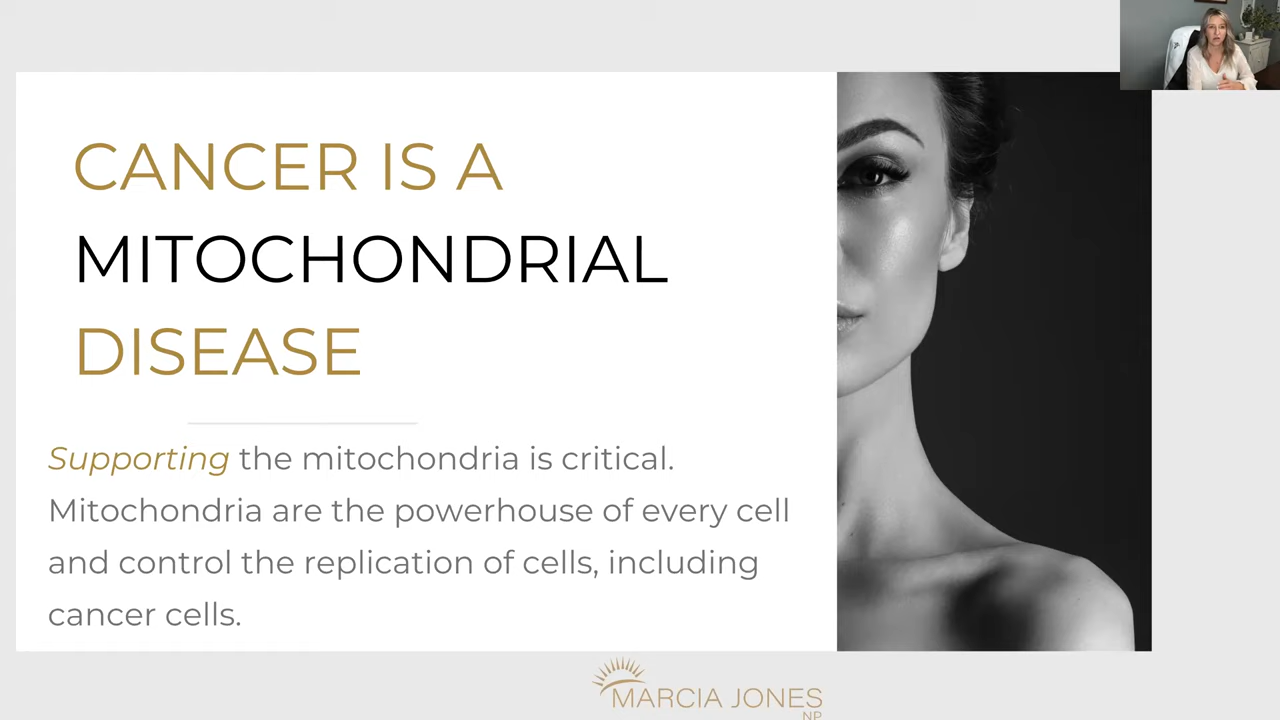 CANCER IS A
MITOCHONDRIAL
DISEASE
Supporting the mitochondria is critical.
Mitochondria are the powerhouse of every cell
and control the replication of cells, including
cancer cells.
MARCIA JONES
NP